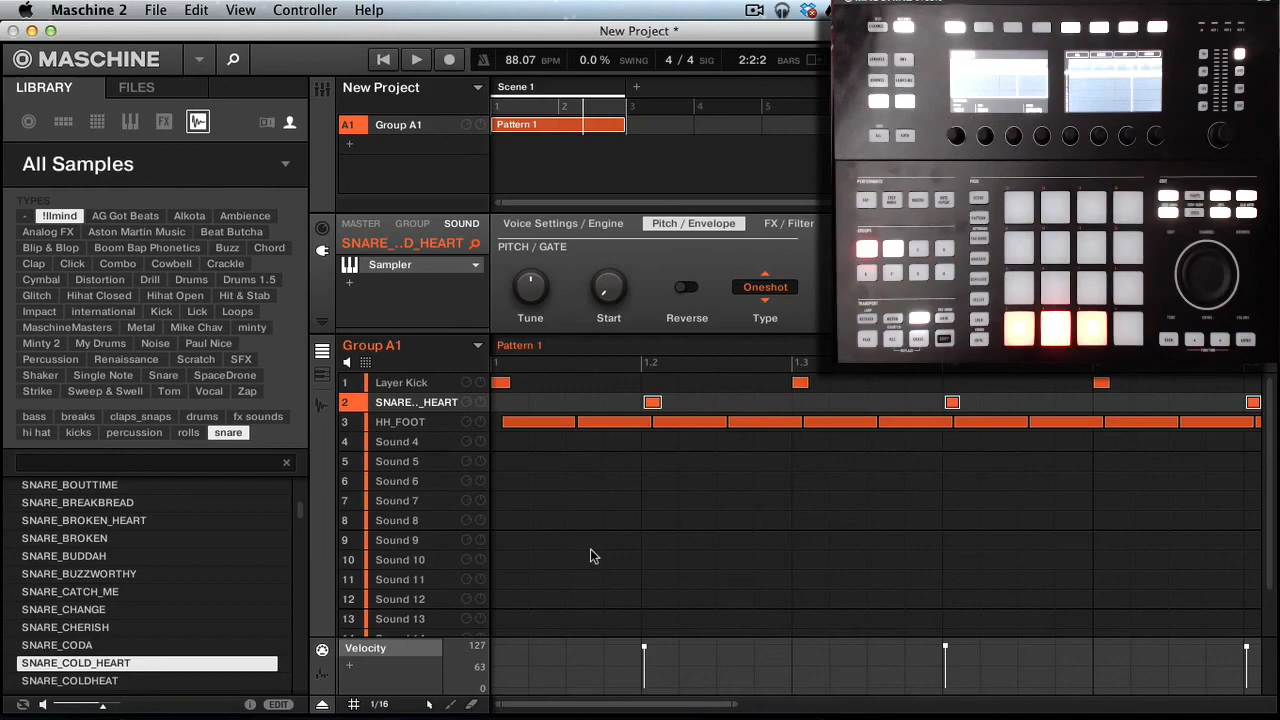 Maschine 2 File Edit View Controller Help
New Project *
MASCHINE 88.07 BPM 0.0% SWING 4 / 4 SIG 2:2:2 BARS
LIBRARY FILES
New Project
Scene 1
1 2 3 4 5
A1 Group A1 Pattern 1
+
All Samples
TYPES
- !llmind AG Got Beats Alkota Ambience
Analog FX Aston Martin Music Beat Butcha
Blip & Blop Boom Bap Phonetics Buzz Chord
Clap Click Combo Cowbell Crackle
Cymbal Distortion Drill Drums Drums 1.5
Glitch Hihat Closed Hihat Open Hit & Stab
Impact international Kick Lick Loops
MaschineMasters Metal Mike Chav minty
Minty 2 My Drums Noise Paul Nice
Percussion Renaissance Scratch SFX
Shaker Single Note Snare SpaceDrone
Strike Sweep & Swell Tom Vocal Zap
bass breaks claps_snaps drums fx sounds
hi hat kicks percussion rolls snare
SNARE_BOUTTIME
SNARE_BREAKBREAD
SNARE_BROKEN_HEART
SNARE_BROKEN
SNARE_BUDDAH
SNARE_BUZZWORTHY
SNARE_CATCH_ME
SNARE_CHANGE
SNARE_CHERISH
SNARE_CODA
SNARE_COLD_HEART
SNARE_COLDHEAT
EDIT
MASTER GROUP SOUND
SNARE_..D_HEART
Sampler
+
Voice Settings / Engine Pitch / Envelope FX / Filter
PITCH / GATE
Oneshot
Tune Start Reverse Type
Group A1 Pattern 1
1 1.2 1.3
1 Layer Kick
2 SNARE.._HEART
3 HH_FOOT
4 Sound 4
5 Sound 5
6 Sound 6
7 Sound 7
8 Sound 8
9 Sound 9
10 Sound 10
11 Sound 11
12 Sound 12
13 Sound 13
Velocity 127
+ 63
0
1/16